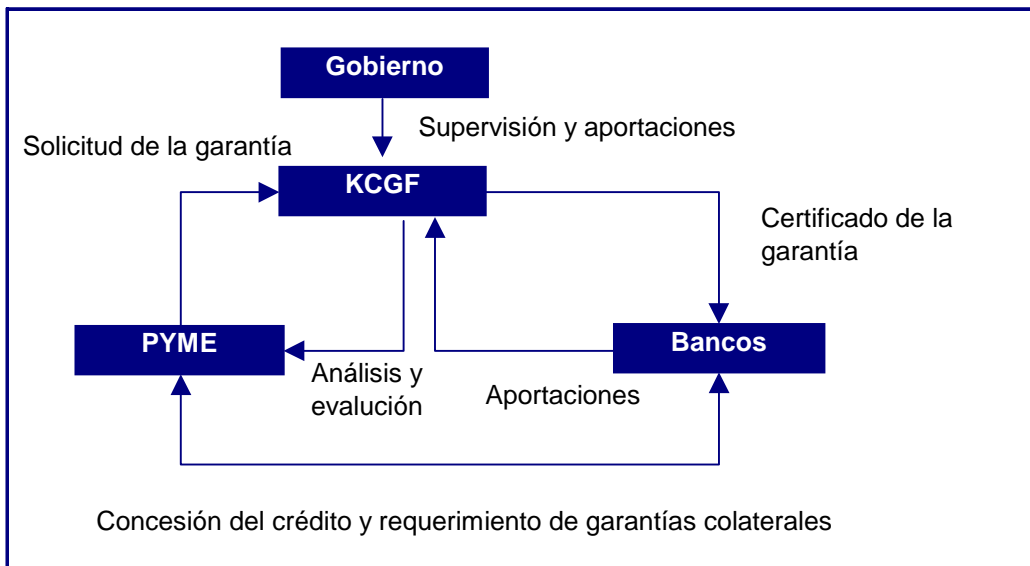 Gobierno
Supervisión y aportaciones
Solicitud de la garantía
KCGF
Certificado de la
garantía
PYME
Bancos
Análisis y
evalución
Aportaciones
Concesión del crédito y requerimiento de garantías colaterales